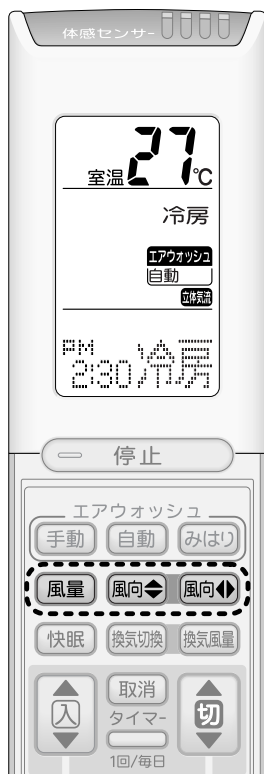 体感センサー
室温 27℃
冷房
エアウォッシュ
自動
立体気流
PM 冷房
2:30
停止
エアウォッシュ
手動 自動 みはり
風量 風向 風向
快眠 換気切換 換気風量
入 取消 切
タイマー
1回/毎日